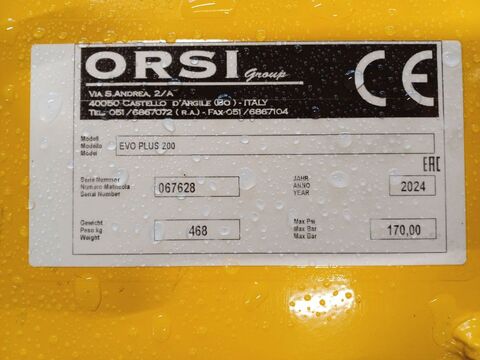 ORSI Group
VIA S.ANDREA, 2/A
40050 CASTELLO D'ARGILE (BO) - ITALY
TEL. 051/6867072 (R.A.) - FAX 051/6867104
CE
Modell
Modello
Model
EVO PLUS 200
EAC
Serie Nummer
Numero Matricola
Serial Number
067628
JAHR
ANNO
YEAR
2024
Gewicht
Peso kg
Weight
468
Max Psi
Max Bar
Max Bar
170,00